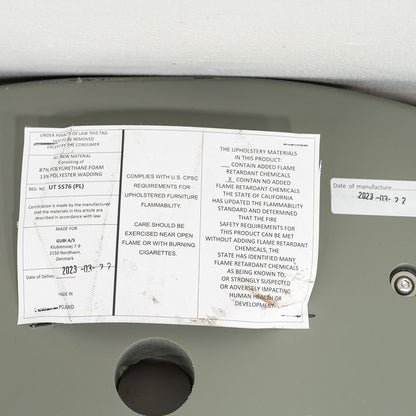 UNDER PENALTY OF LAW THIS TAG
NOT TO BE REMOVED
EXCEPT BY THE CONSUMER
ALL NEW MATERIAL
Consisting of
87% POLYURETHANE FOAM
13% POLYESTER WADDING
REG. NO UT 5576 (PL)
Certification is made by the manufacturer
that the materials in this article are
described in accordance with law
MADE FOR
GUBI A/S
Klubiensvej 7-9
2150 Nordhavn,
Denmark
Date of Delivery 2023 -03- 22
MADE IN
POLAND
COMPLIES WITH U.S. CPSC
REQUIREMENTS FOR
UPHOLSTERED FURNITURE
FLAMMABILITY.
CARE SHOULD BE
EXERCISED NEAR OPEN
FLAME OR WITH BURNING
CIGARETTES.
THE UPHOLSTERY MATERIALS
IN THIS PRODUCT:
__ CONTAIN ADDED FLAME
RETARDANT CHEMICALS
X COINTAN NO ADDED
FLAME RETARDANT CHEMICALS
THE STATE OF CALIFORNIA
HAS UPDATED THE FLAMMABILITY
STANDARD AND DETERMINED
THAT THE FIRE
SAFETY REQUIREMENTS FOR
THIS PRODUCT CAN BE MET
WITHOUT ADDING FLAME RETARDANT
CHEMICALS, THE
STATE HAS IDENTIFIED MANY
FLAME RETARDANT CHEMICALS
AS BEING KNOWN TO,
OR STRONGLY SUSPECTED
OF ADVERSELY IMPACTING
HUMAN HEALTH OR
DEVELOPMENT.
Date of manufacture
2023 -03- 22